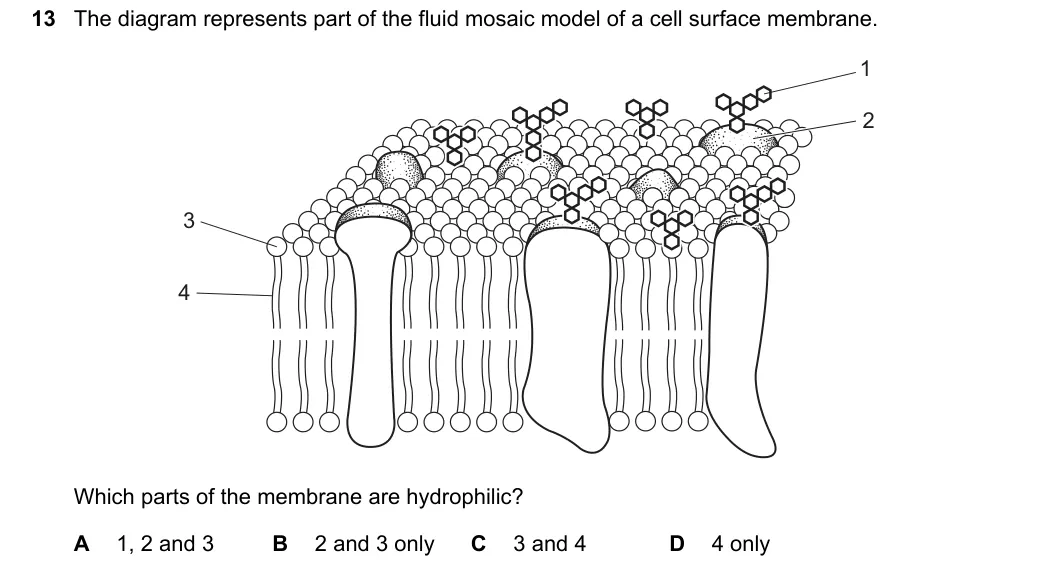 13 The diagram represents part of the fluid mosaic model of a cell surface membrane.
1
2
3
4
Which parts of the membrane are hydrophilic?
A 1, 2 and 3 B 2 and 3 only C 3 and 4 D 4 only